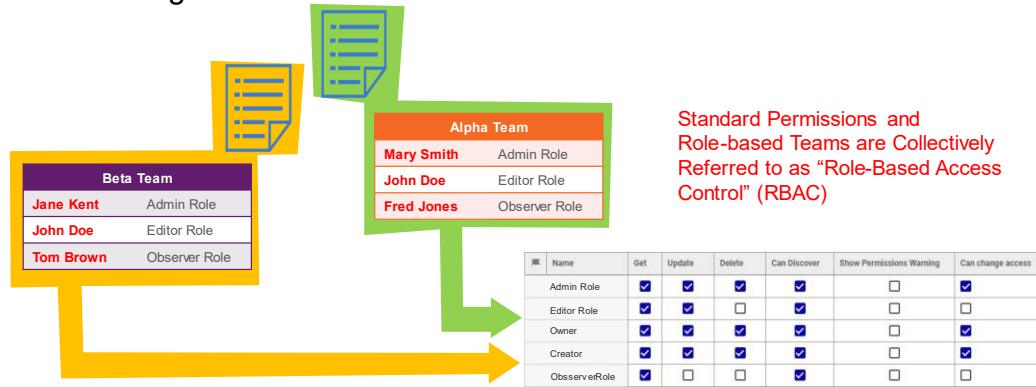 Standard Permissions and
Role-based Teams are Collectively
Referred to as “Role-Based Access
Control” (RBAC)
Alpha Team
Mary Smith Admin Role
John Doe Editor Role
Fred Jones Observer Role
Beta Team
Jane Kent Admin Role
John Doe Editor Role
Tom Brown Observer Role
Name Get Update Delete Can Discover Show Permissions Warning Can change access
Admin Role
Editor Role
Owner
Creator
ObsserverRole